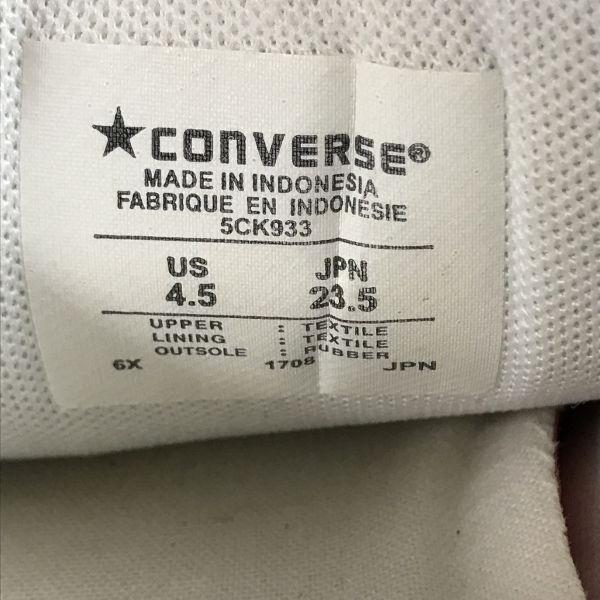 ★CONVERSE®
MADE IN INDONESIA
FABRIQUE EN INDONÉSIE
5CK933
US JPN
4.5 23.5
UPPER : TEXTILE
LINING : TEXTILE
OUTSOLE : RUBBER
6X 1708 JPN